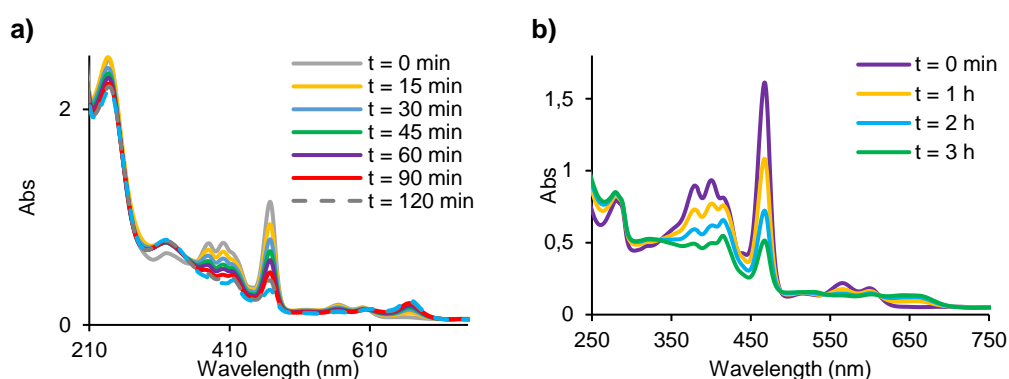 a)
t = 0 min
t = 15 min
t = 30 min
t = 45 min
t = 60 min
t = 90 min
t = 120 min
2
0
Abs
210
410
610
Wavelength (nm)
b)
t = 0 min
t = 1 h
t = 2 h
t = 3 h
1,5
1
0,5
0
Abs
250
350
450
550
650
750
Wavelength (nm)